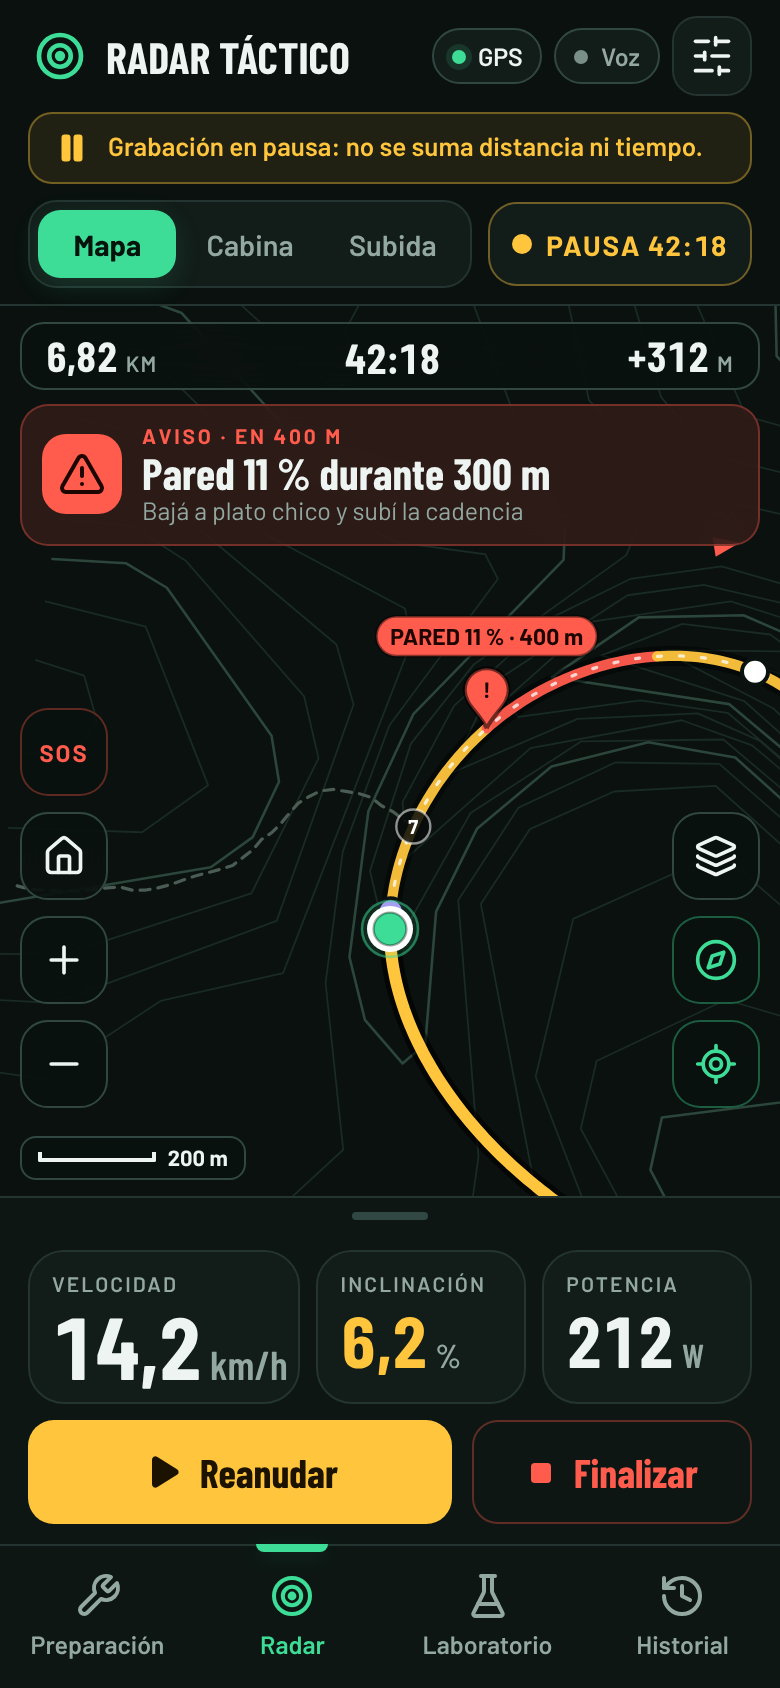 RADAR TÁCTICO
GPS
Voz
Grabación en pausa: no se suma distancia ni tiempo.
Mapa
Cabina
Subida
PAUSA 42:18
6,82 KM
42:18
+312 M
AVISO · EN 400 M
Pared 11 % durante 300 m
Bajá a plato chico y subí la cadencia
PARED 11 % · 400 m
!
SOS
7
200 m
VELOCIDAD
14,2 km/h
INCLINACIÓN
6,2 %
POTENCIA
212 W
Reanudar
Finalizar
Preparación
Radar
Laboratorio
Historial